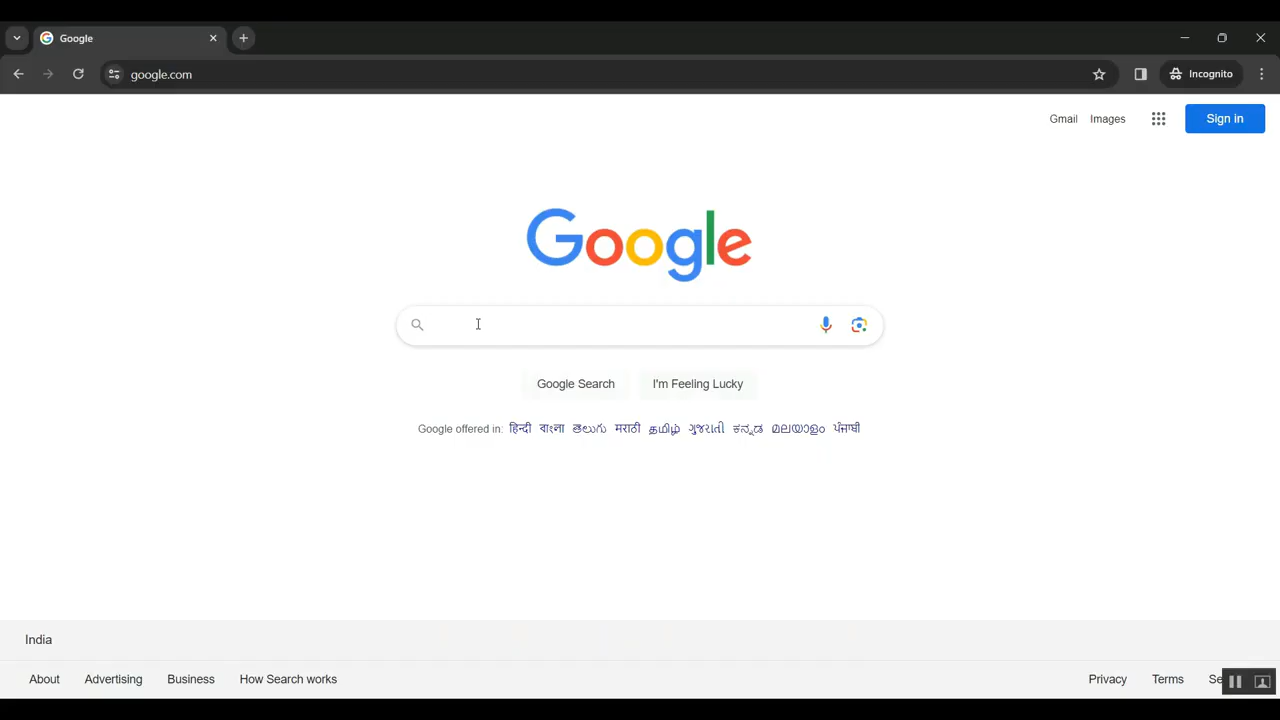 Google
google.com
Incognito
Gmail Images Sign in
Google
Google Search I'm Feeling Lucky
Google offered in: हिन्दी বাংলা తెలుగు मराठी தமிழ் ગુજરાતી ಕನ್ನಡ മലയാളം ਪੰਜਾਬੀ
India
About Advertising Business How Search works Privacy Terms Se